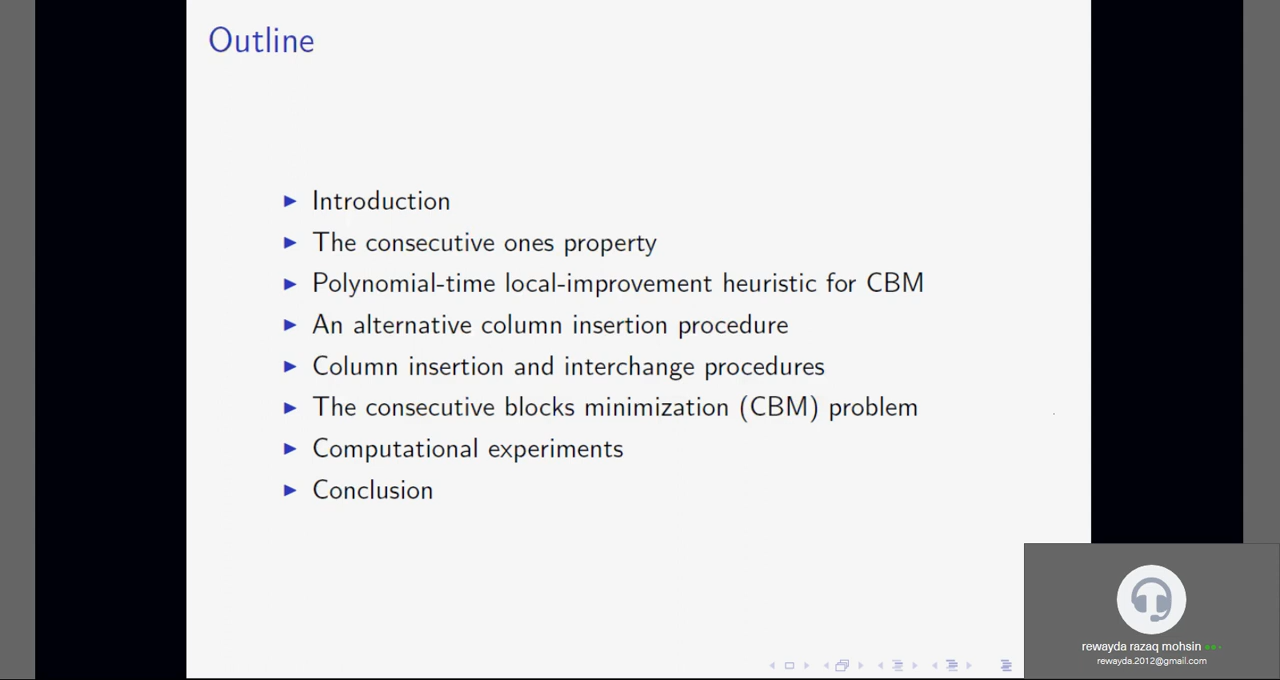 Outline
Introduction
The consecutive ones property
Polynomial-time local-improvement heuristic for CBM
An alternative column insertion procedure
Column insertion and interchange procedures
The consecutive blocks minimization (CBM) problem
Computational experiments
Conclusion
rewayda razaq mohsin
rewayda.2012@gmail.com